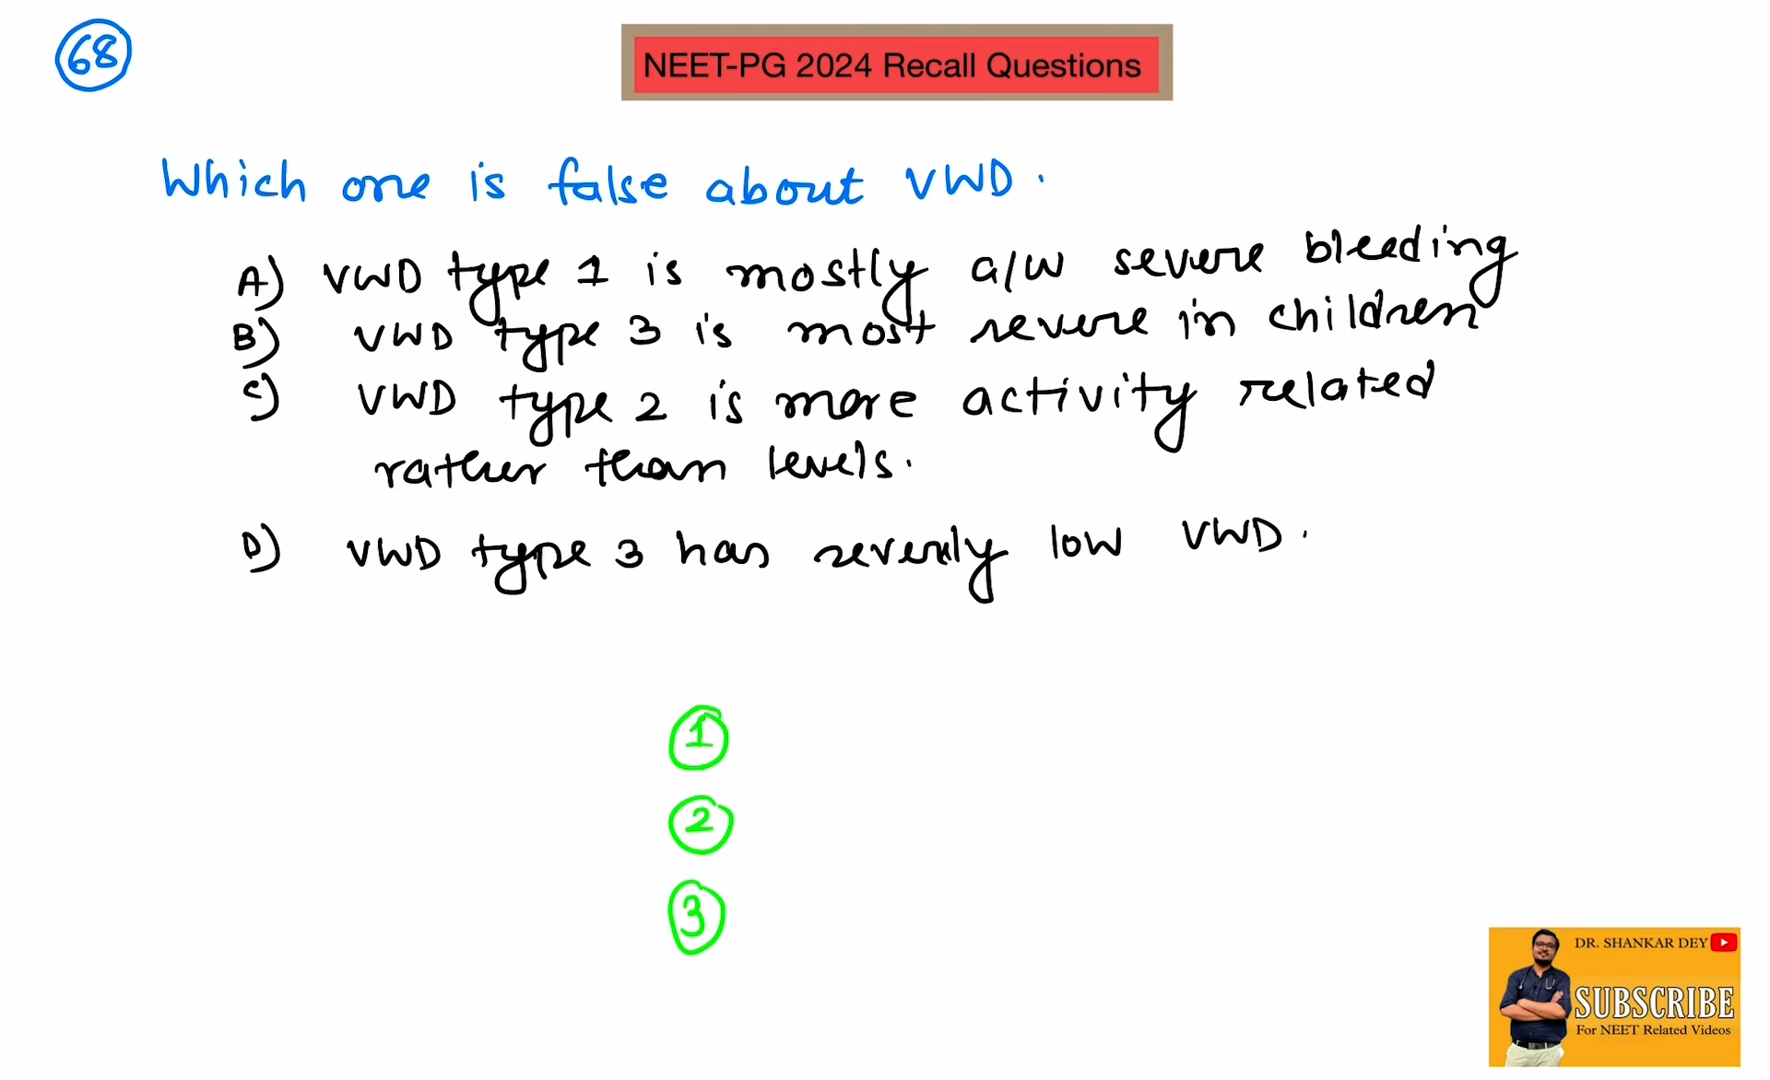 68
NEET-PG 2024 Recall Questions
Which one is false about VWD.
A) VWD type 1 is mostly a/w severe bleeding
B) VWD type 3 is most severe in children
C) VWD type 2 is more activity related
rather than levels.
D) VWD type 3 has severely low VWD.
1
2
3
DR. SHANKAR DEY
SUBSCRIBE
For NEET Related Videos